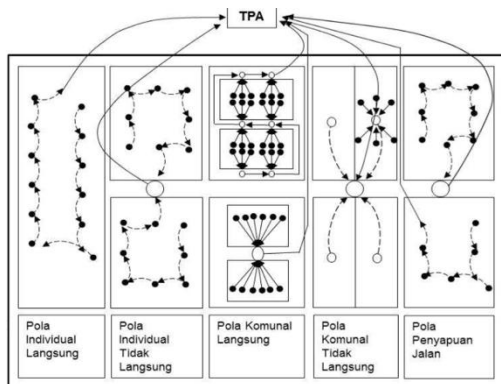 TPA
Pola
Individual
Langsung
Pola
Individual
Tidak
Langsung
Pola Komunal
Langsung
Pola
Komunal
Tidak
Langsung
Pola
Penyapuan
Jalan